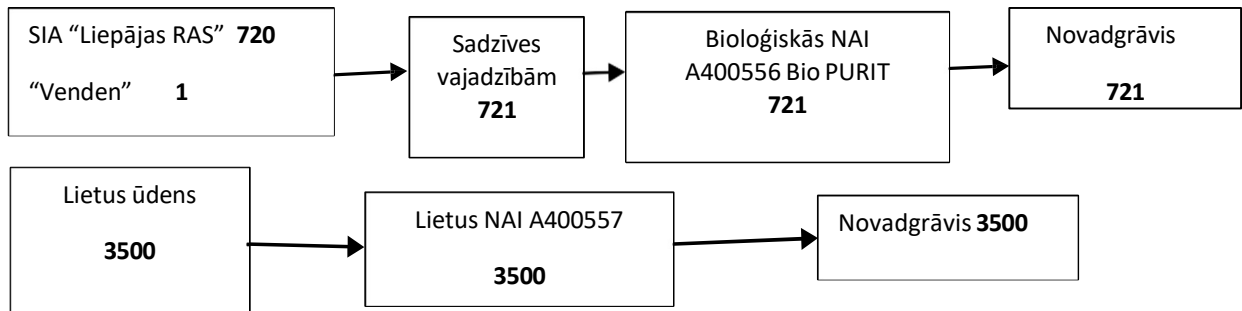 SIA “Liepājas RAS” 720
“Venden” 1
Sadzīves
vajadzībām
721
Bioloģiskās NAI
A400556 Bio PURIT
721
Novadgrāvis
721
Lietus ūdens
3500
Lietus NAI A400557
3500
Novadgrāvis 3500